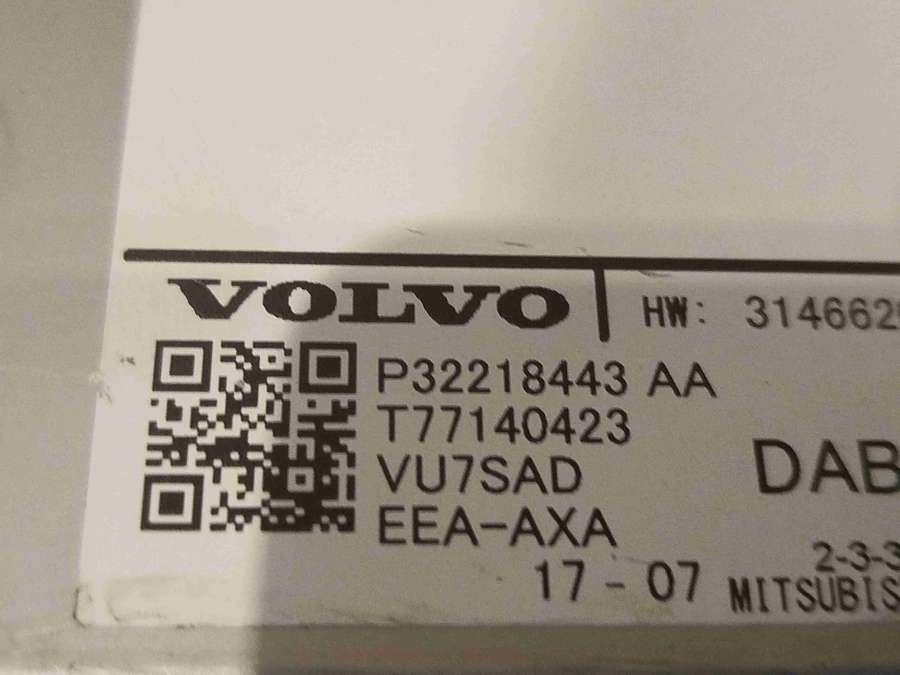 VOLVO HW: 314662
P32218443 AA
T77140423
VU7SAD DAB
EEA-AXA
2-3-3
17-07 MITSUBIS